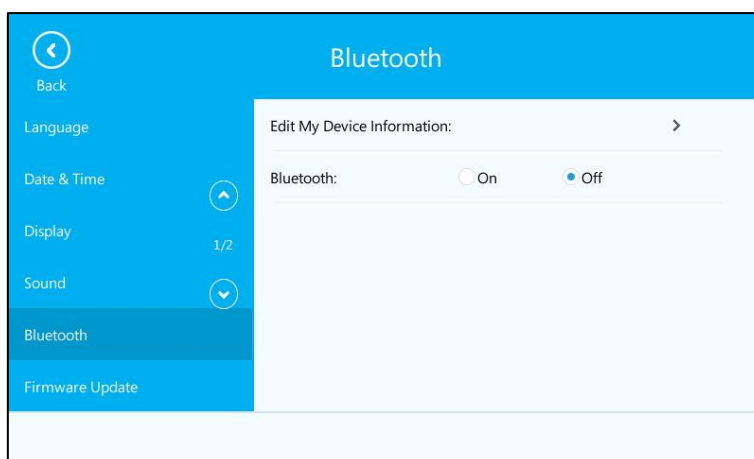 Bluetooth
Back
Language
Date & Time
Display
1/2
Sound
Bluetooth
Firmware Update
Edit My Device Information:
Bluetooth: On Off